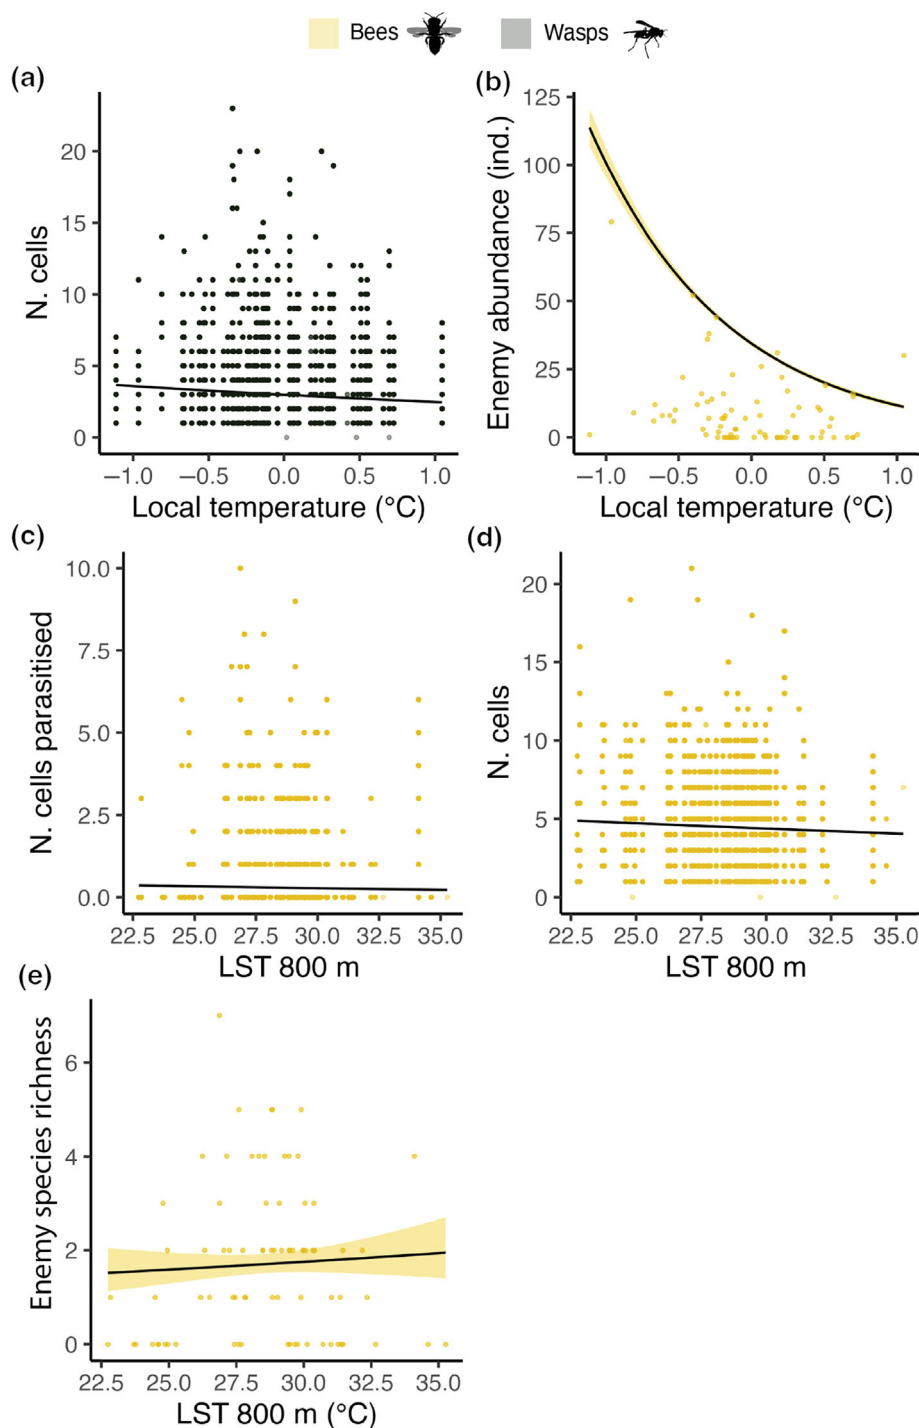 Bees Wasps
(a)
N. cells
20
15
10
5
0
−1.0 −0.5 0.0 0.5 1.0
Local temperature (°C)
(b)
Enemy abundance (ind.)
125
100
75
50
25
0
−1.0 −0.5 0.0 0.5 1.0
Local temperature (°C)
(c)
N. cells parasitised
10.0
7.5
5.0
2.5
0.0
22.5 25.0 27.5 30.0 32.5 35.0
LST 800 m
(d)
N. cells
20
15
10
5
0
22.5 25.0 27.5 30.0 32.5 35.0
LST 800 m
(e)
Enemy species richness
6
4
2
0
22.5 25.0 27.5 30.0 32.5 35.0
LST 800 m (°C)